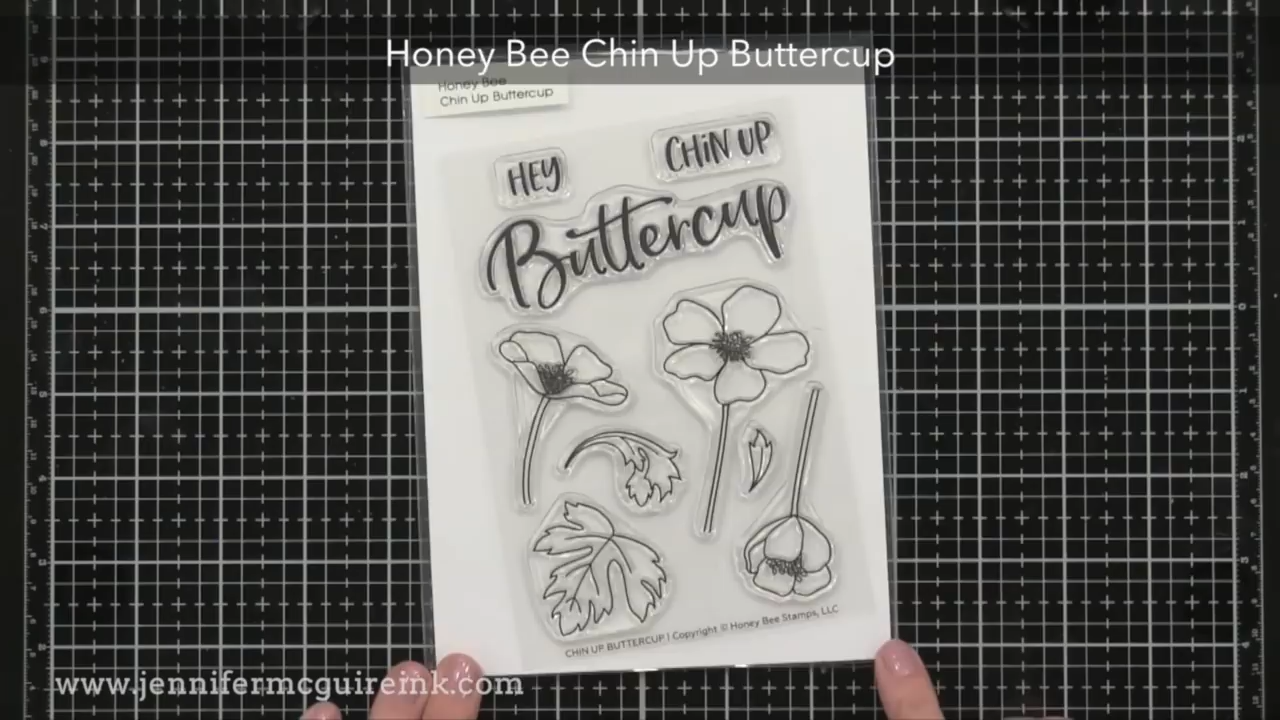 Honey Bee Chin Up Buttercup
Honey Bee
Chin Up Buttercup
HEY
CHiN UP
Buttercup
CHIN UP BUTTERCUP | Copyright © Honey Bee Stamps, LLC
www.jennifermcguireink.com